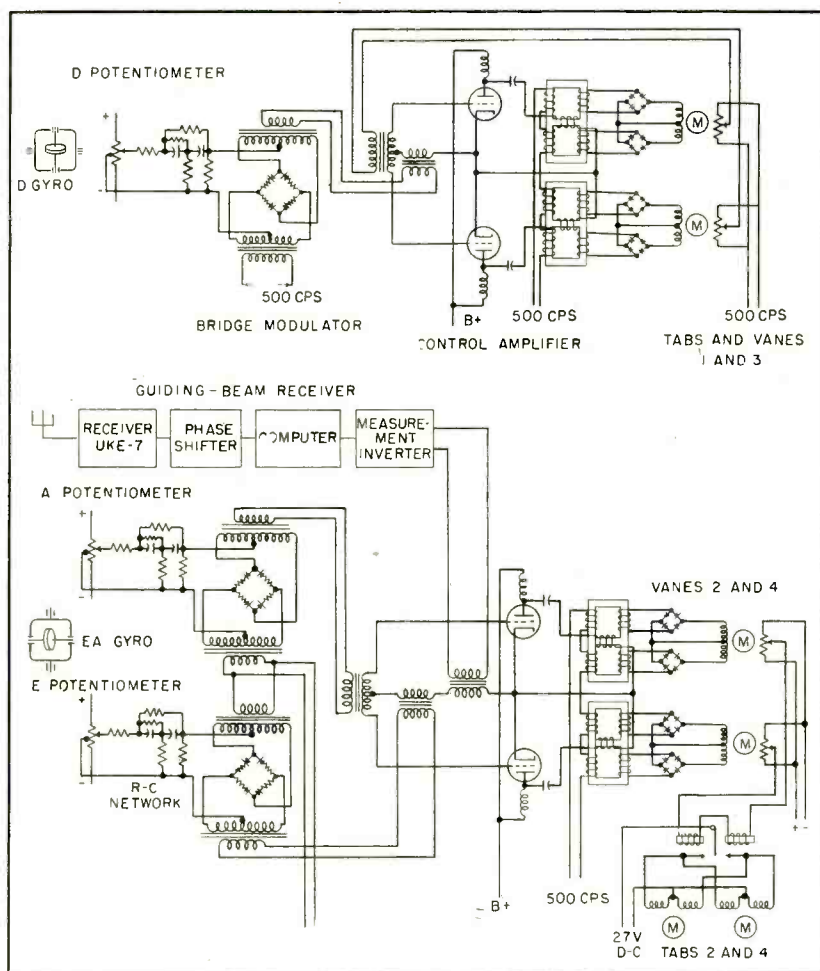 D POTENTIOMETER
+
-
D GYRO
500 CPS
BRIDGE MODULATOR
B+
500 CPS
500 CPS
CONTROL AMPLIFIER
TABS AND VANES
1 AND 3
M
M
GUIDING-BEAM RECEIVER
RECEIVER
UKE-7
PHASE
SHIFTER
COMPUTER
MEASURE-
MENT
INVERTER
A POTENTIOMETER
+
-
EA GYRO
E POTENTIOMETER
+
-
R-C
NETWORK
VANES 2 AND 4
M
M
B+
500 CPS
+ -
27V
D-C
M
M
TABS 2 AND 4